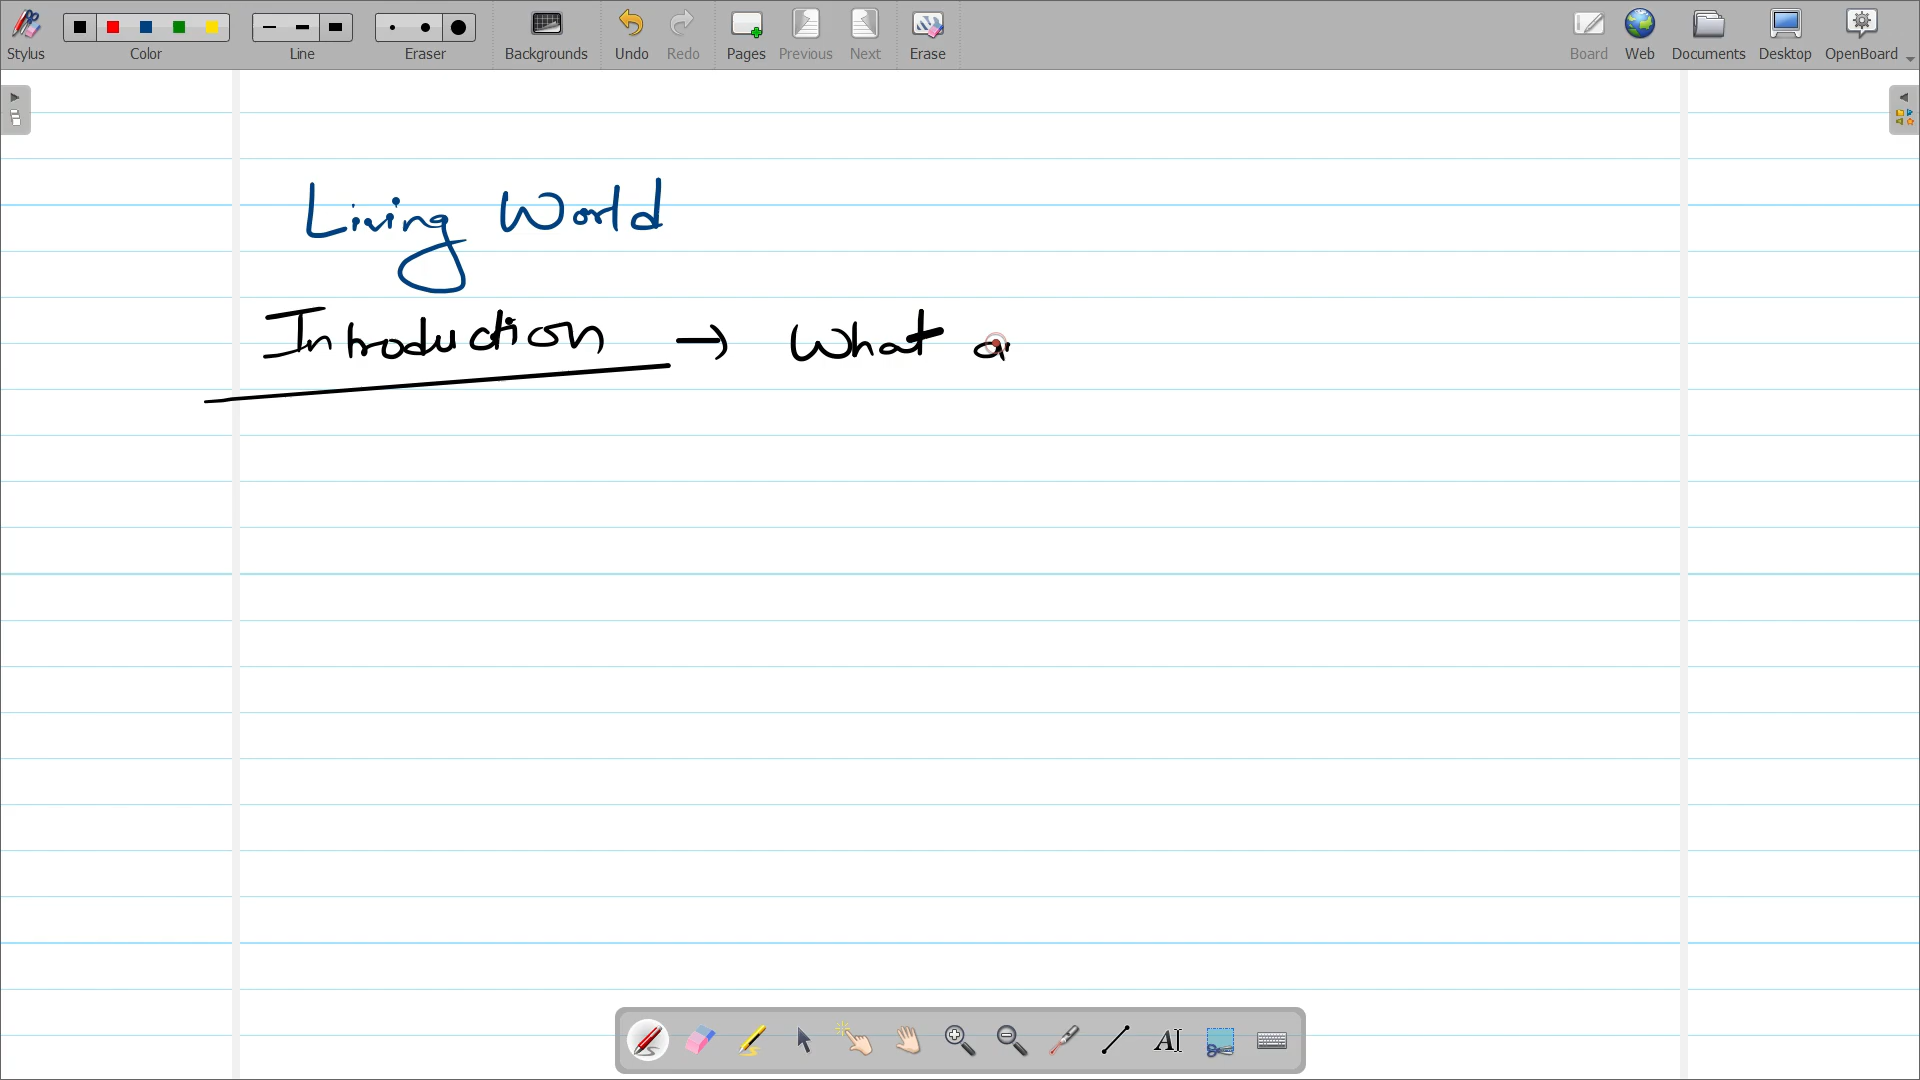 Stylus Color Line Eraser Backgrounds Undo Redo Pages Previous Next Erase Board Web Documents Desktop OpenBoard
Living World
Introduction → What a